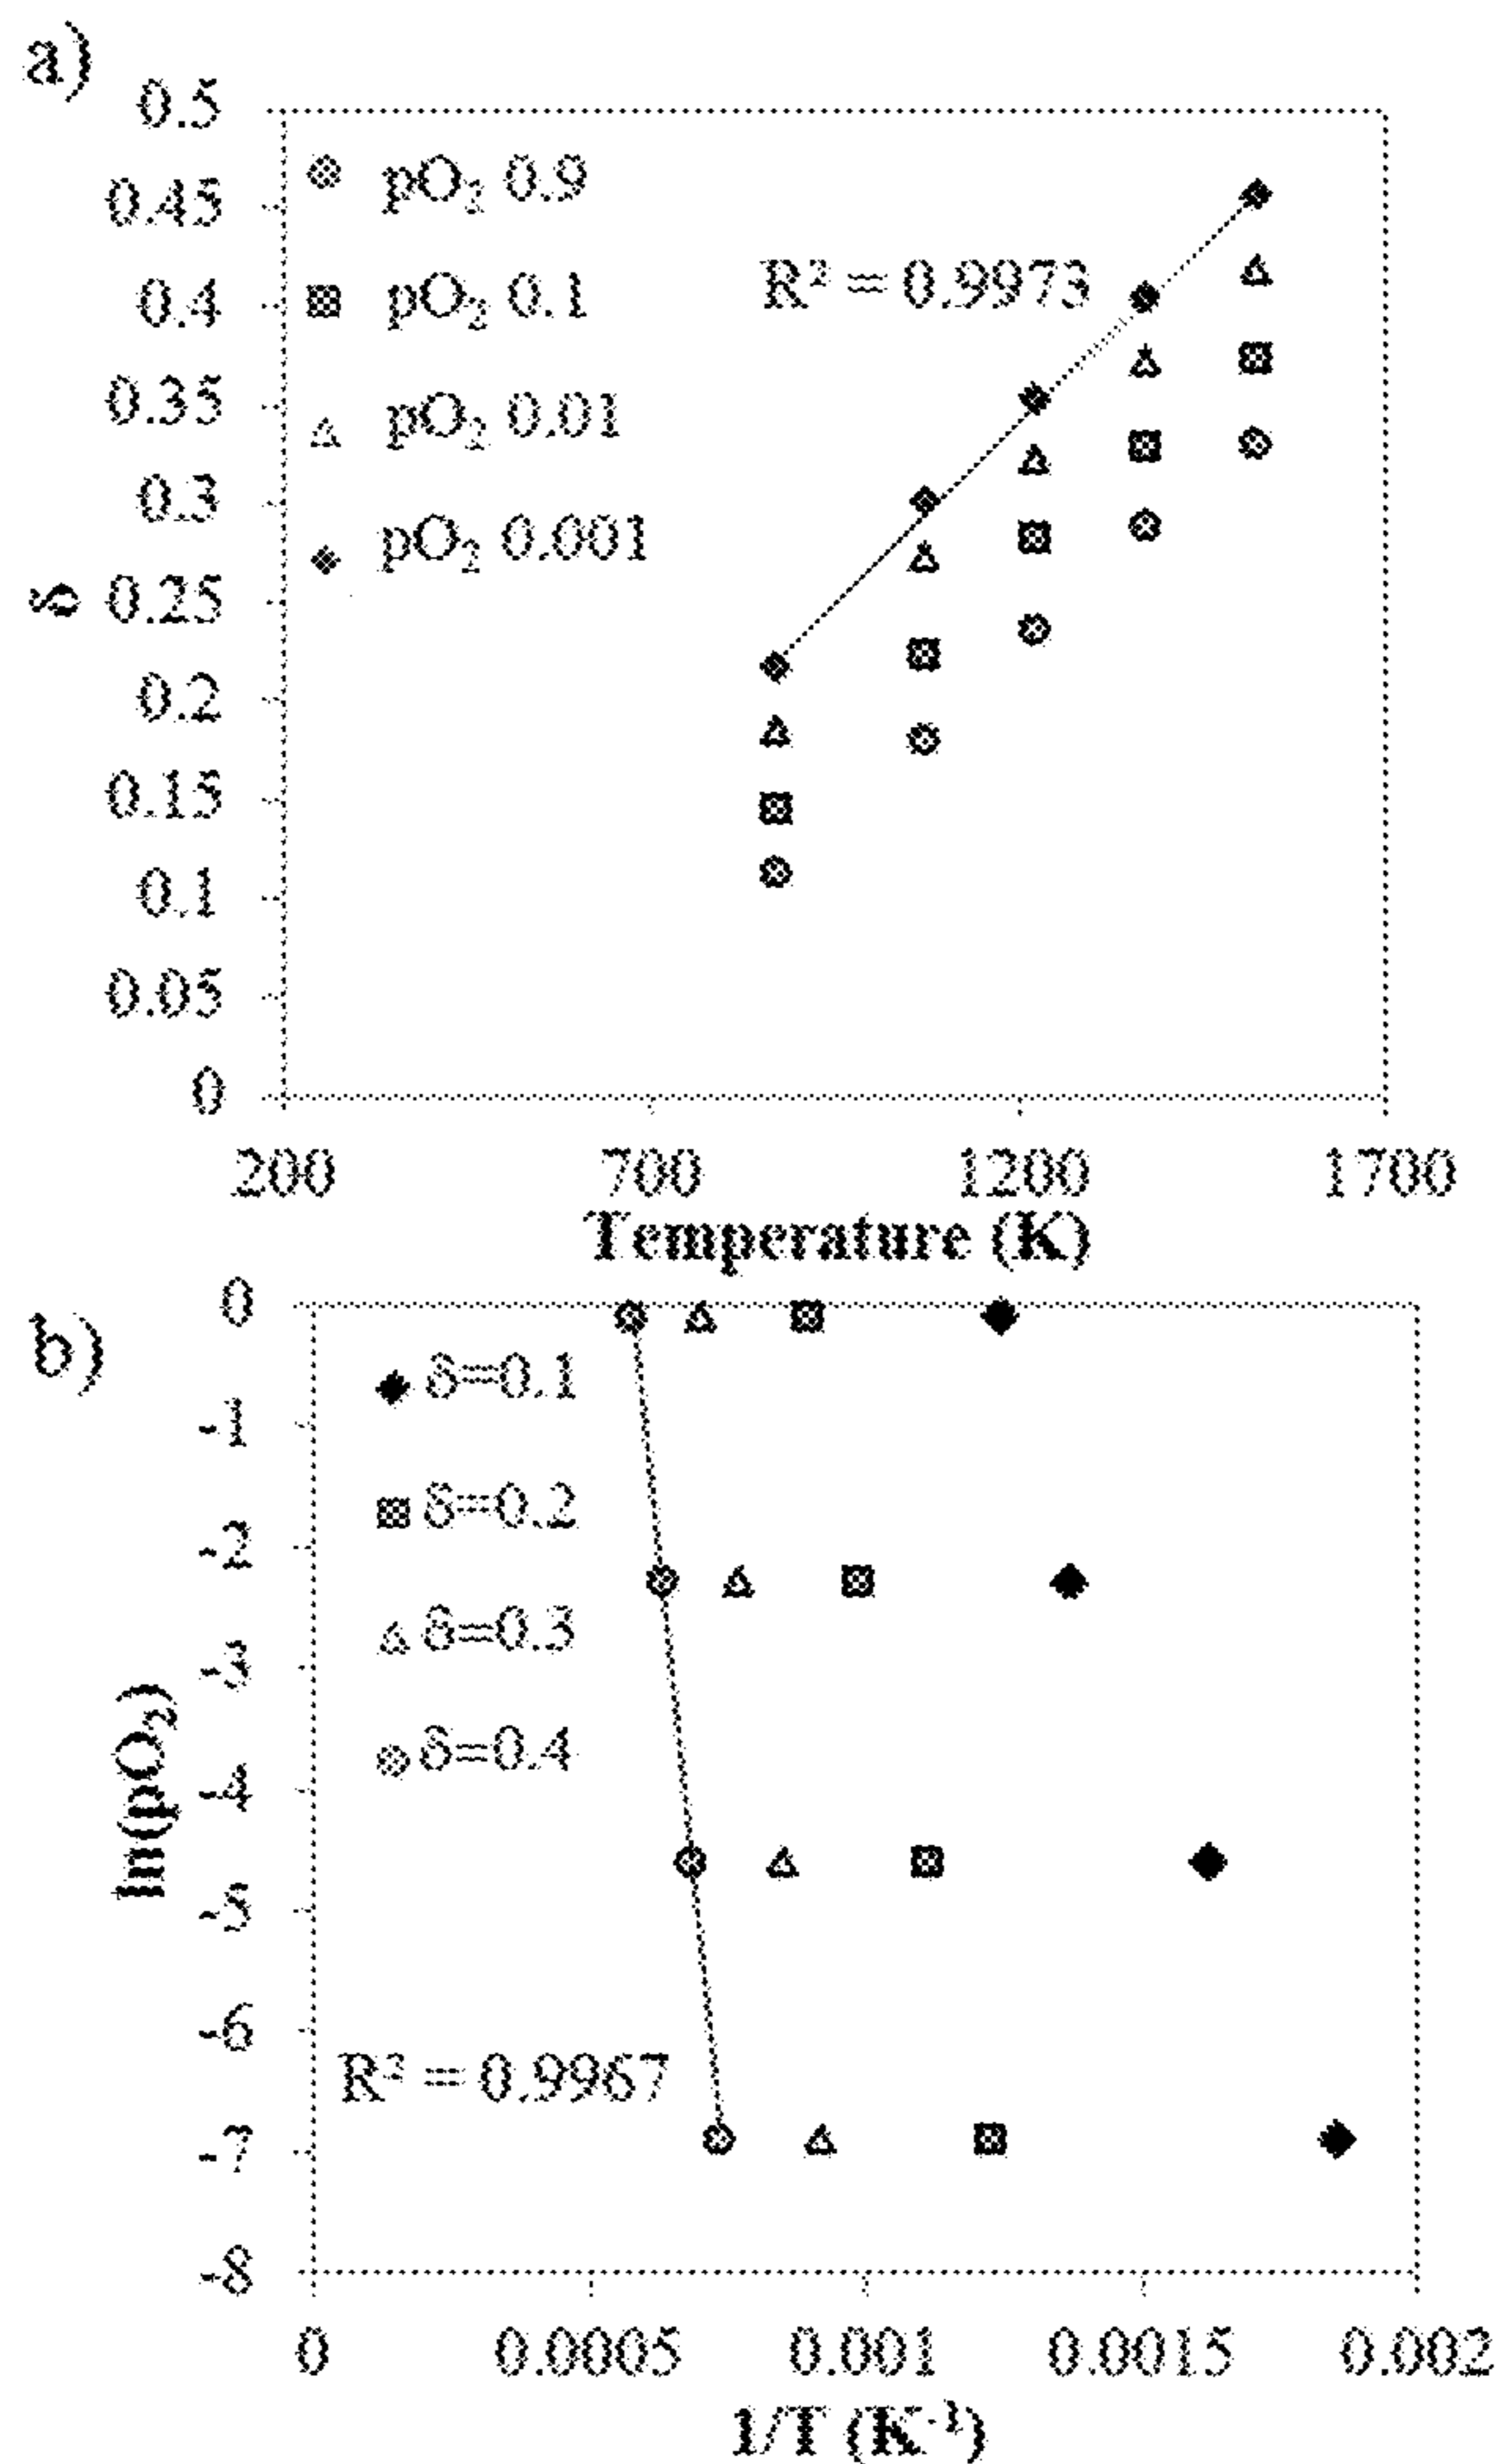 a)
0.5
0.45
0.4
0.35
0.3
0.25
0.2
0.15
0.1
0.05
0
δ
pO₂ 0.9
pO₂ 0.1
pO₂ 0.01
pO₂ 0.001
R² = 0.9973
200 700 1200 1700
Temperature (K)
b)
0
-1
-2
-3
-4
-5
-6
-7
-8
ln(pO₂)
δ=0.1
δ=0.2
δ=0.3
δ=0.4
R² = 0.9967
0 0.0005 0.001 0.0015 0.002
1/T (K⁻¹)